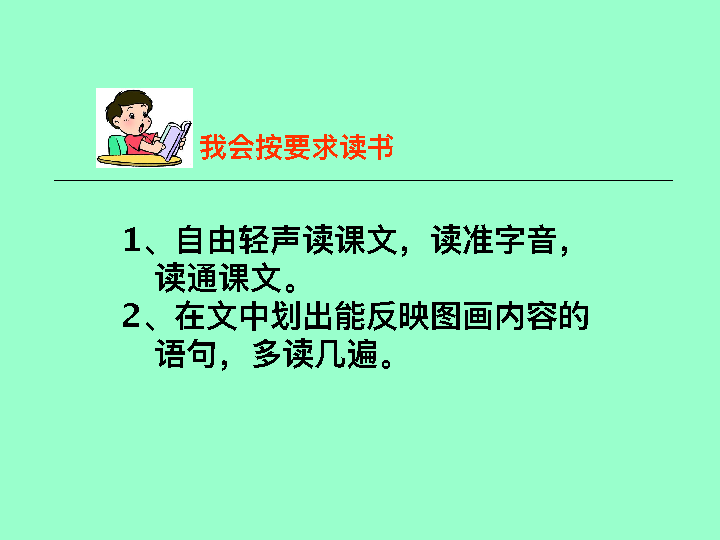 我会按要求读书
1、自由轻声读课文，读准字音，
读通课文。
2、在文中划出能反映图画内容的
语句，多读几遍。